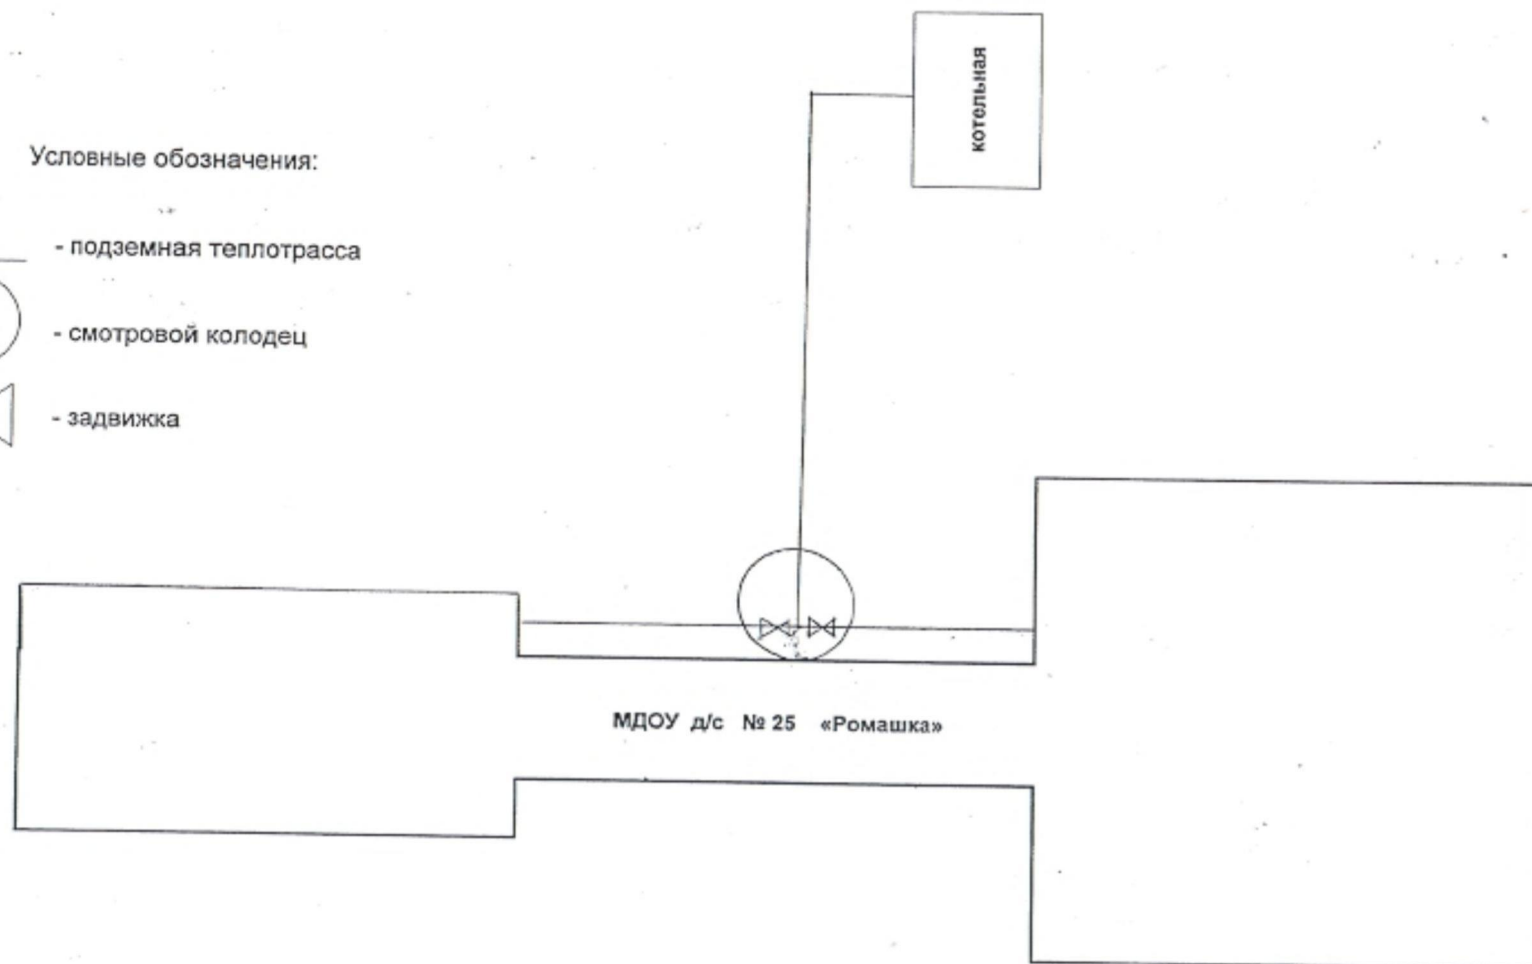 котельная
Условные обозначения:
- подземная теплотрасса
- смотровой колодец
- задвижка
МДОУ д/с № 25 «Ромашка»